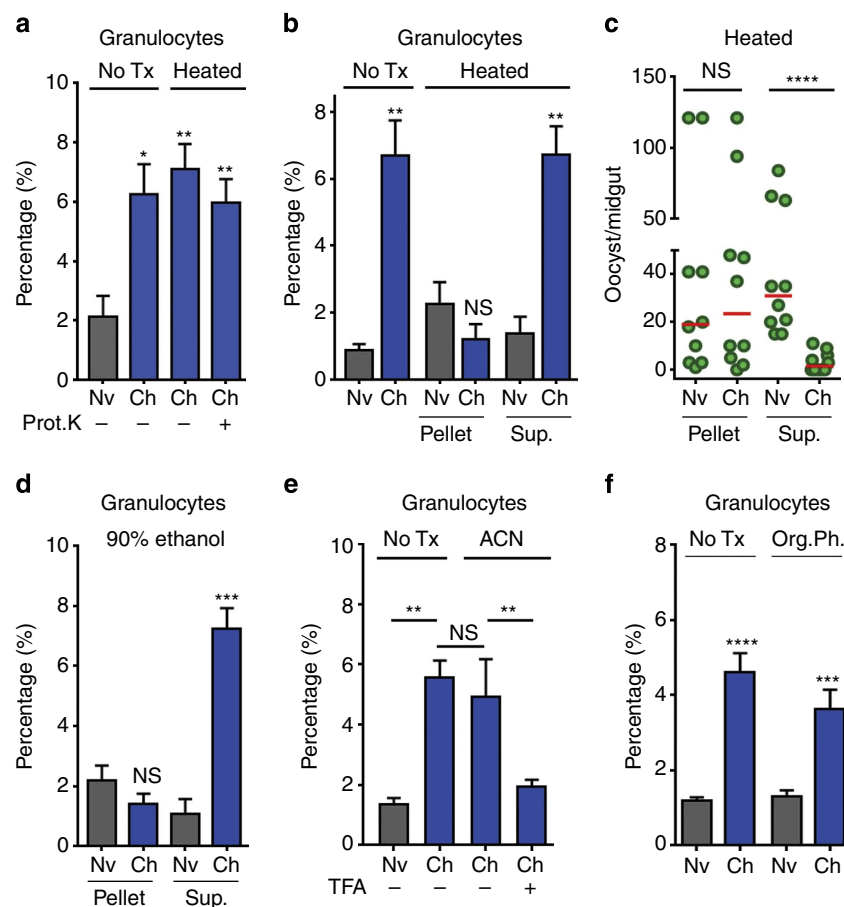 a
Granulocytes
No Tx Heated
Percentage (%)
10
8
6
4
2
0
* ** **
Nv Ch Ch Ch
Prot.K – – – +
b
Granulocytes
No Tx Heated
Percentage (%)
8
6
4
2
0
** NS **
Nv Ch Nv Ch Nv Ch
Pellet Sup.
c
Heated
NS ****
Oocyst/midgut
150
100
50
40
20
0
Nv Ch Nv Ch
Pellet Sup.
d
Granulocytes
90% ethanol
Percentage (%)
10
8
6
4
2
0
NS ***
Nv Ch Nv Ch
Pellet Sup.
e
Granulocytes
No Tx ACN
Percentage (%)
10
8
6
4
2
0
** NS **
Nv Ch Ch Ch
TFA – – – +
f
Granulocytes
No Tx Org.Ph.
Percentage (%)
8
6
4
2
0
**** ***
Nv Ch Nv Ch